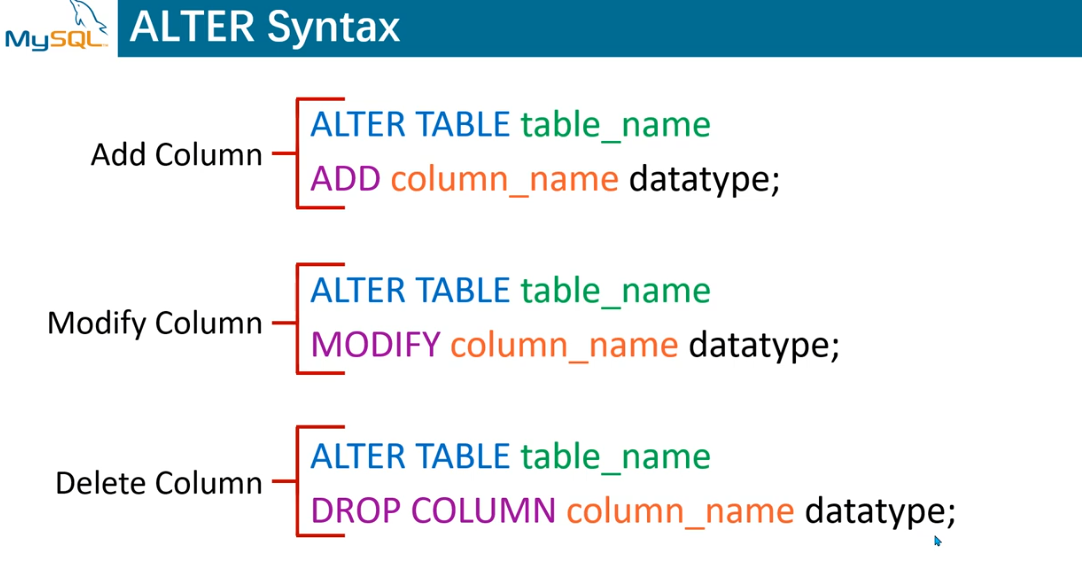 MySQL
ALTER Syntax
Add Column
ALTER TABLE table_name
ADD column_name datatype;
Modify Column
ALTER TABLE table_name
MODIFY column_name datatype;
Delete Column
ALTER TABLE table_name
DROP COLUMN column_name datatype;